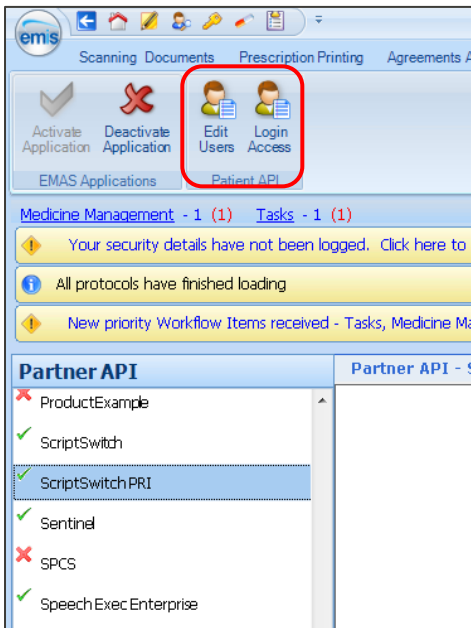 emis
Scanning Documents Prescription Printing Agreements A
Activate Application Deactivate Application Edit Users Login Access
EMAS Applications Patient API
Medicine Management - 1 (1) Tasks - 1 (1)
Your security details have not been logged. Click here to
All protocols have finished loading
New priority Workflow Items received - Tasks, Medicine Ma
Partner API Partner API - S
ProductExample
ScriptSwitch
ScriptSwitch PRI
Sentinel
SPCS
Speech Exec Enterprise